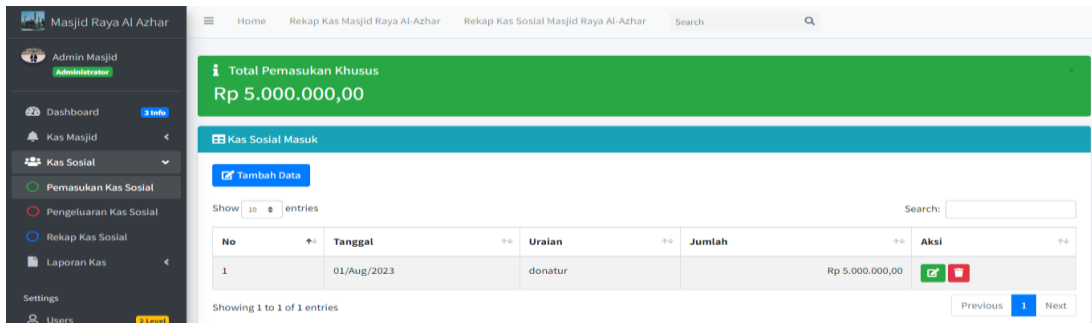 Masjid Raya Al Azhar
Home Rekap Kas Masjid Raya Al-Azhar Rekap Kas Sosial Masjid Raya Al-Azhar Search
Admin Masjid
Administrator
Dashboard 3 Info
Kas Masjid
Kas Sosial
Pemasukan Kas Sosial
Pengeluaran Kas Sosial
Rekap Kas Sosial
Laporan Kas
Settings
Users 2 Level
Total Pemasukan Khusus
Rp 5.000.000,00
Kas Sosial Masuk
Tambah Data
Show 10 entries Search:
No Tanggal Uraian Jumlah Aksi
1 01/Aug/2023 donatur Rp 5.000.000,00
Showing 1 to 1 of 1 entries Previous 1 Next